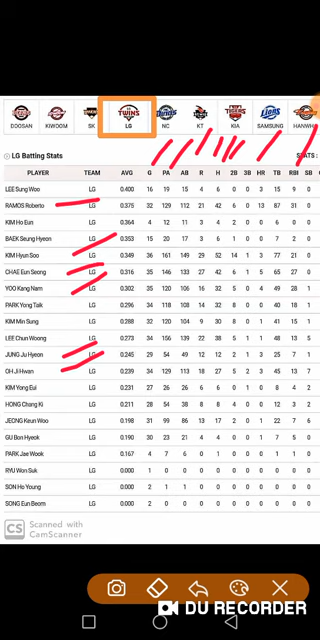 DOOSAN KIWOOM SK TWINS LG NC KT KIA SAMSUNG HANWH
LG Batting Stats STATS :
PLAYER TEAM AVG G PA AB R H 2B 3B HR TB RBI SB
LEE Sung Woo LG 0.400 16 19 15 4 6 0 0 3 15 9 0
RAMOS Roberto LG 0.375 32 129 112 21 42 6 0 13 87 31 0
KIM Ho Eun LG 0.364 4 12 11 3 4 2 0 0 6 0 0
BAEK Seung Hyeon LG 0.353 15 20 17 3 6 1 0 0 7 2 0
KIM Hyun Soo LG 0.349 36 161 149 29 52 14 1 3 77 21 0
CHAE Eun Seong LG 0.316 35 146 133 27 42 6 1 5 65 27 0
YOO Kang Nam LG 0.302 35 120 106 16 32 5 0 4 49 28 1
PARK Yong Taik LG 0.296 34 118 108 14 32 8 0 0 40 18 1
KIM Min Sung LG 0.288 32 120 104 9 30 8 0 1 41 15 1
LEE Chun Woong LG 0.273 34 156 139 22 38 5 1 1 48 13 5
JUNG Ju Hyeon LG 0.245 29 54 49 12 12 2 1 3 25 7 1
OH Ji Hwan LG 0.239 34 129 113 18 27 5 2 3 45 13 7
KIM Yong Eui LG 0.231 27 26 26 6 6 0 1 0 8 4 2
HONG Chang Ki LG 0.211 28 54 38 8 8 4 0 0 12 3 2
JEONG Keun Woo LG 0.198 31 99 86 13 17 2 0 1 22 7 6
GU Bon Hyeok LG 0.190 30 23 21 4 4 0 0 1 7 5 0
PARK Jae Wook LG 0.167 4 7 6 0 1 0 0 0 1 1 0
RYU Won Suk LG 0.000 1 0 0 0 0 0 0 0 0 0 0
SON Ho Young LG 0.000 2 1 1 0 0 0 0 0 0 0 0
SONG Eun Beom LG 0.000 2 0 0 0 0 0 0 0 0 0 0
CS Scanned with
CamScanner
DU RECORDER